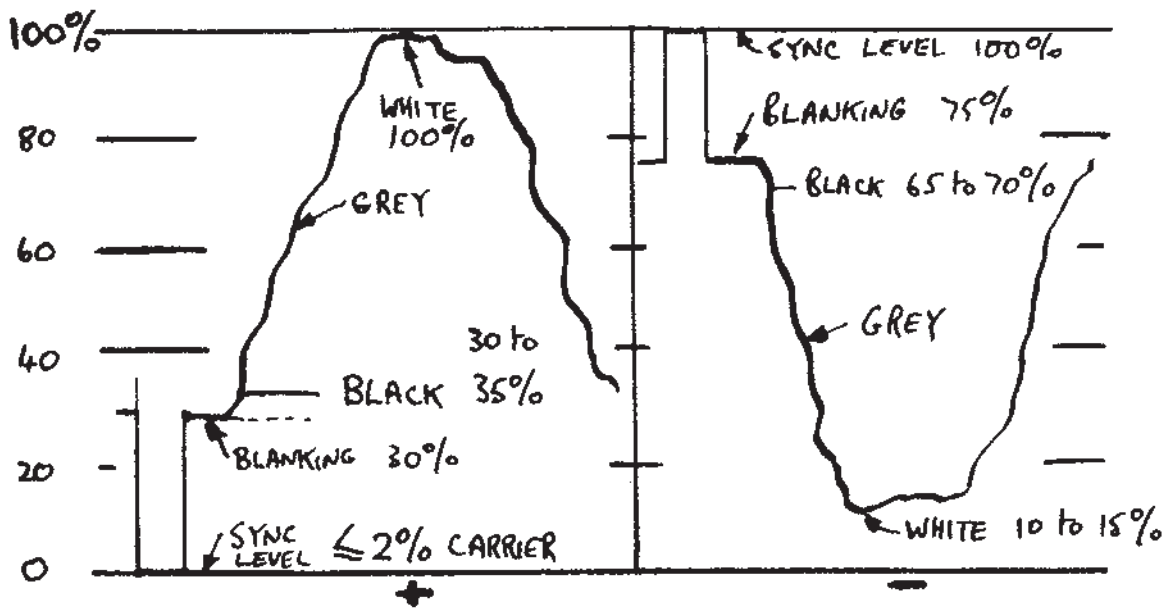 100%
80
60
40
20
0
WHITE
100%
GREY
30 to
BLACK 35%
BLANKING 30%
SYNC
LEVEL ≤2% CARRIER
+
SYNC LEVEL 100%
BLANKING 75%
BLACK 65 to 70%
GREY
WHITE 10 to 15%
−